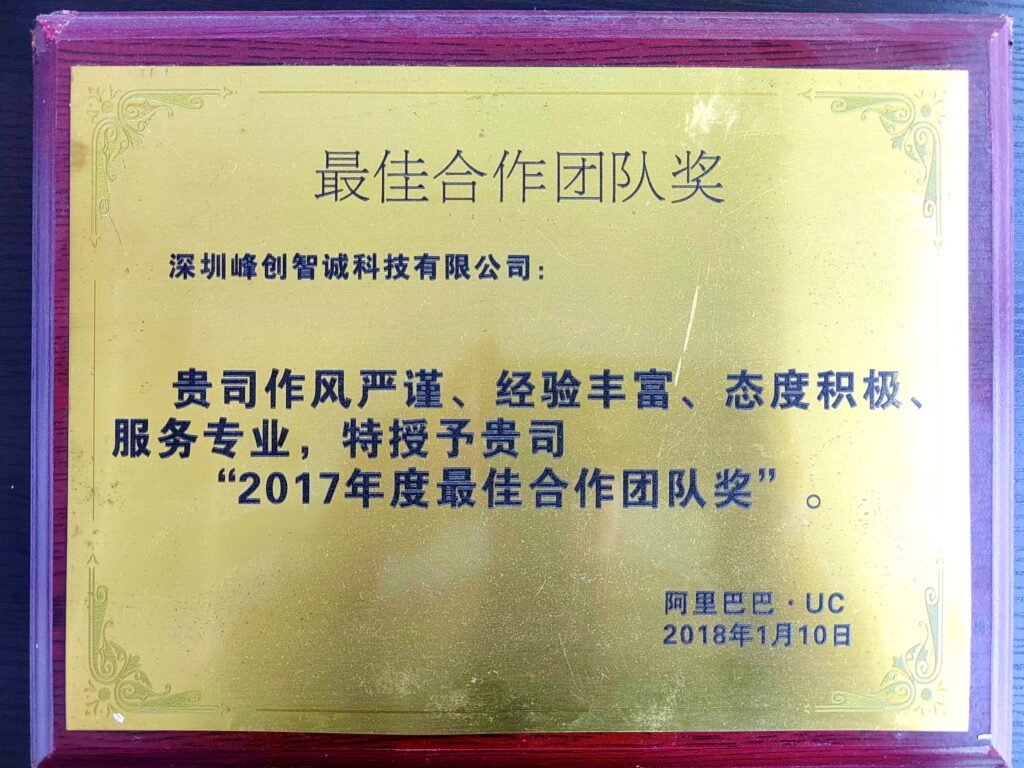 最佳合作团队奖
深圳峰创智诚科技有限公司：
贵司作风严谨、经验丰富、态度积极、
服务专业，特授予贵司
“2017年度最佳合作团队奖”。
阿里巴巴·UC
2018年1月10日